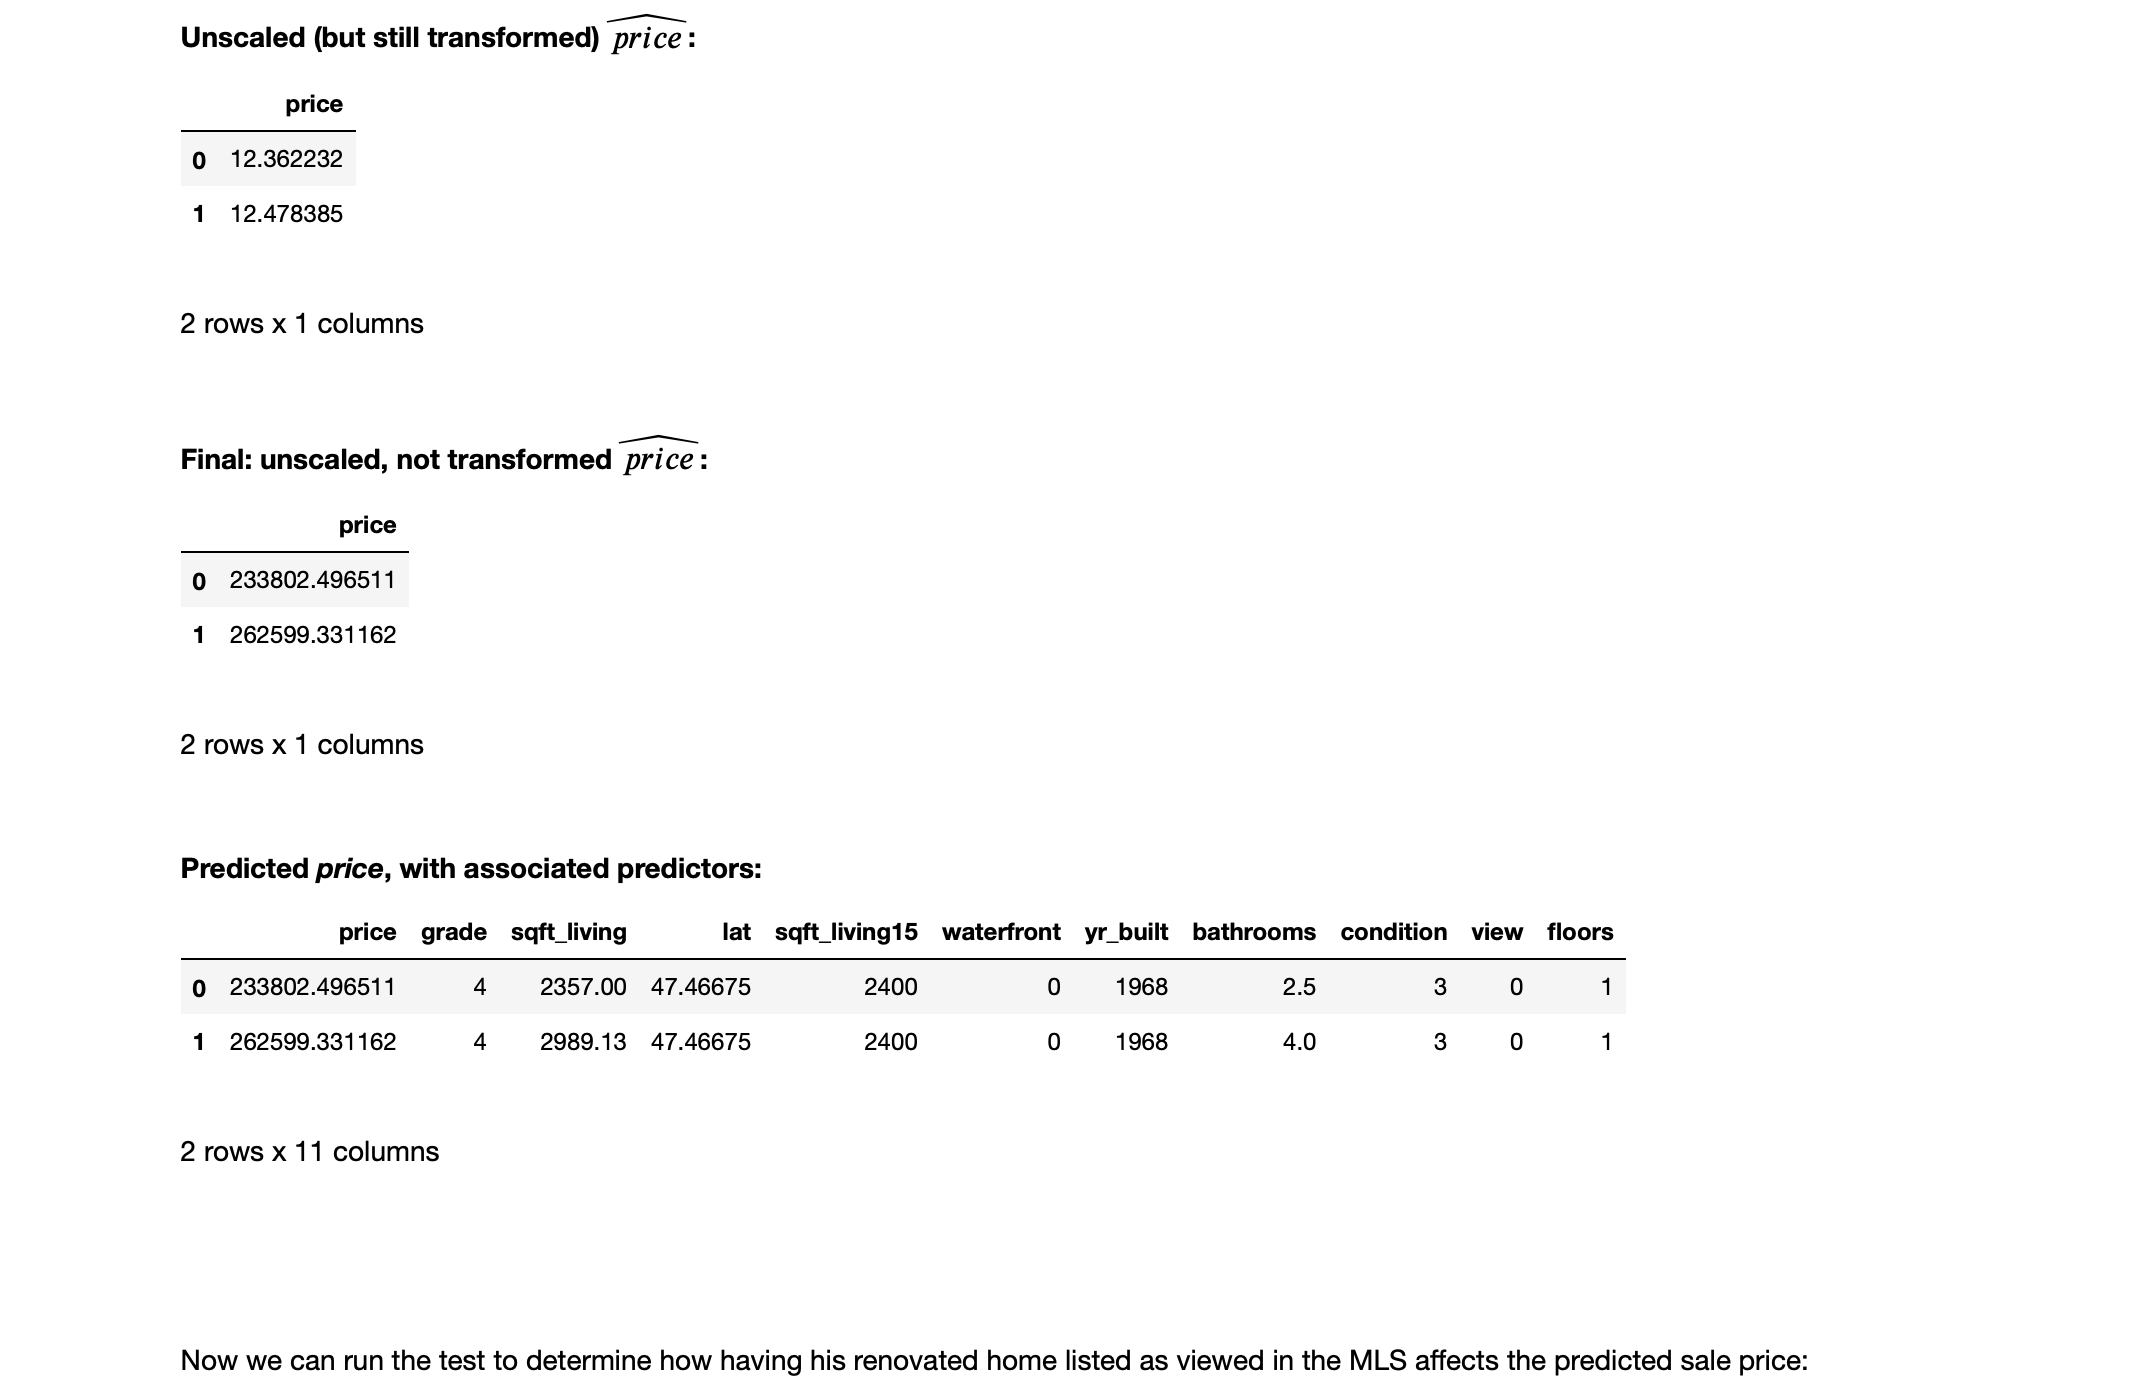 Unscaled (but still transformed) price:
price
0 12.362232
1 12.478385
2 rows x 1 columns
Final: unscaled, not transformed price:
price
0 233802.496511
1 262599.331162
2 rows x 1 columns
Predicted price, with associated predictors:
price grade sqft_living lat sqft_living15 waterfront yr_built bathrooms condition view floors
0 233802.496511 4 2357.00 47.46675 2400 0 1968 2.5 3 0 1
1 262599.331162 4 2989.13 47.46675 2400 0 1968 4.0 3 0 1
2 rows x 11 columns
Now we can run the test to determine how having his renovated home listed as viewed in the MLS affects the predicted sale price: